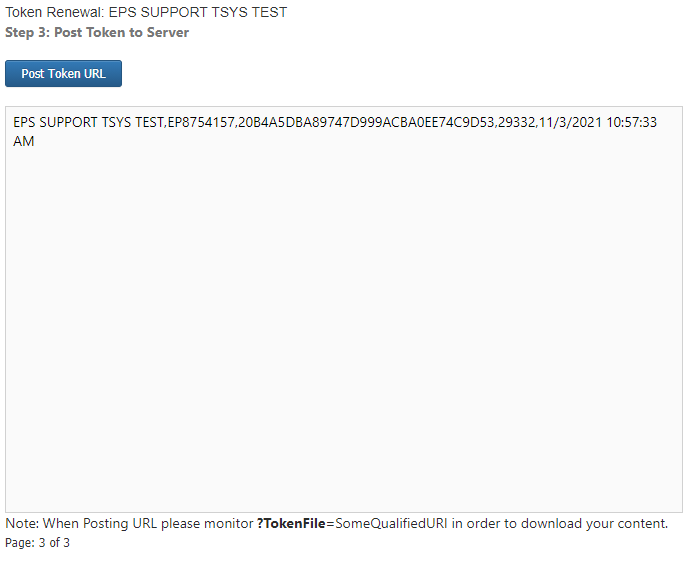 Token Renewal: EPS SUPPORT TSYS TEST
Step 3: Post Token to Server
Post Token URL
EPS SUPPORT TSYS TEST,EP8754157,20B4A5DBA89747D999ACBA0EE74C9D53,29332,11/3/2021 10:57:33
AM
Note: When Posting URL please monitor ?TokenFile=SomeQualifiedURI in order to download your content.
Page: 3 of 3